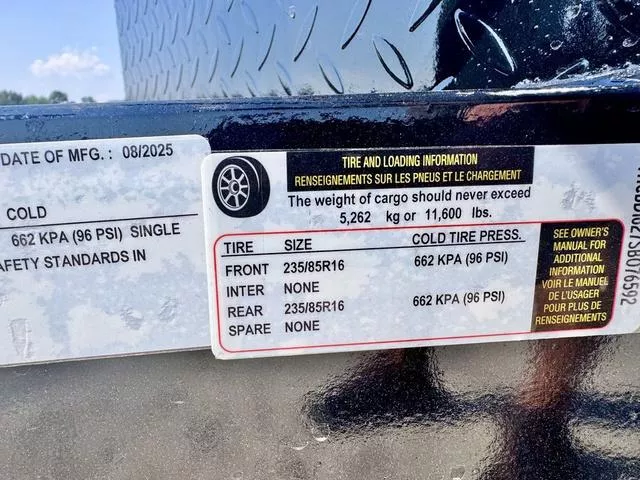 DATE OF MFG.: 08/2025
COLD
662 KPA (96 PSI) SINGLE
AFETY STANDARDS IN
TIRE AND LOADING INFORMATION
RENSEIGNEMENTS SUR LES PNEUS ET LE CHARGEMENT
The weight of cargo should never exceed
5,262 kg or 11,600 lbs.
TIRE SIZE COLD TIRE PRESS.
FRONT 235/85R16 662 KPA (96 PSI)
INTER NONE
REAR 235/85R16 662 KPA (96 PSI)
SPARE NONE
SEE OWNER'S
MANUAL FOR
ADDITIONAL
INFORMATION
VOIR LE MANUEL
DE L'USAGER
POUR PLUS DE
RENSEIGNEMENTS